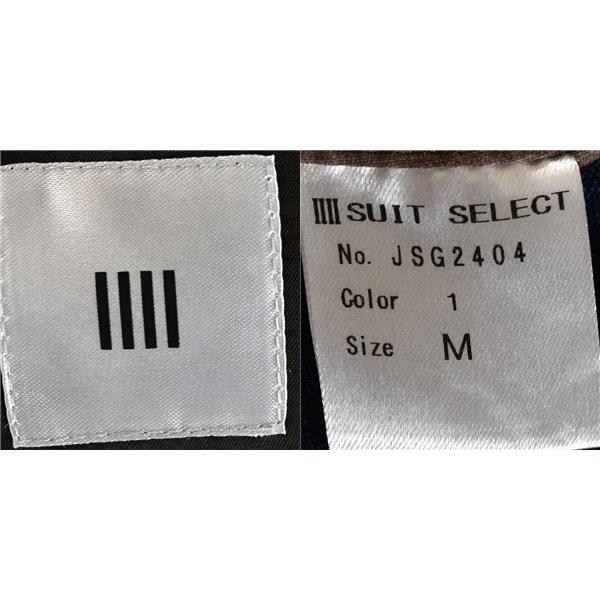 SUIT SELECT
No. JSG2404
Color 1
Size M